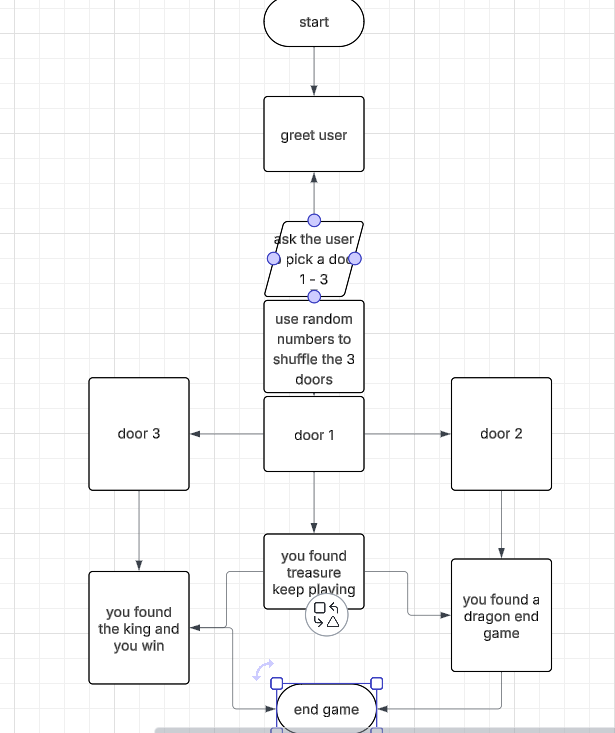 start
greet user
ask the user
pick a
1 - 3
use random
numbers to
shuffle the 3
doors
door 3
door 1
door 2
you found
treasure
keep playing
you found
the king and
you win
you found a
dragon end
game
end game